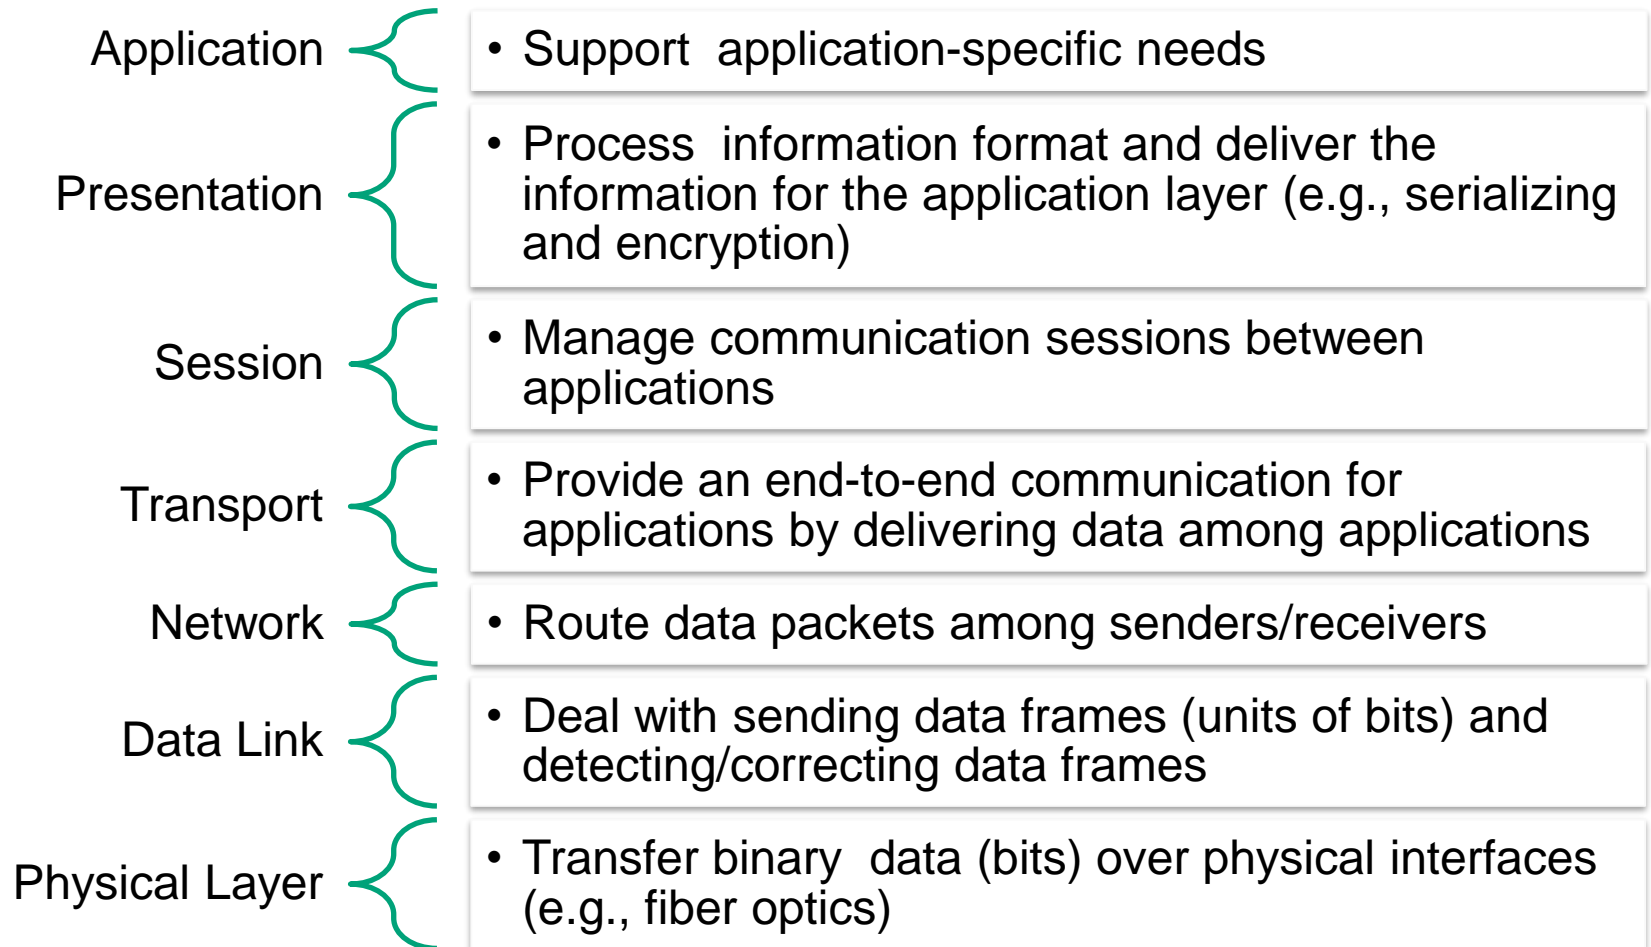 Application
• Support  application-specific needs
Presentation
• Process  information format and deliver the
information for the application layer (e.g., serializing
and encryption)
Session
• Manage communication sessions between
applications
Transport
• Provide an end-to-end communication for
applications by delivering data among applications
Network
• Route data packets among senders/receivers
Data Link
• Deal with sending data frames (units of bits) and
detecting/correcting data frames
Physical Layer
• Transfer binary  data (bits) over physical interfaces
(e.g., fiber optics)